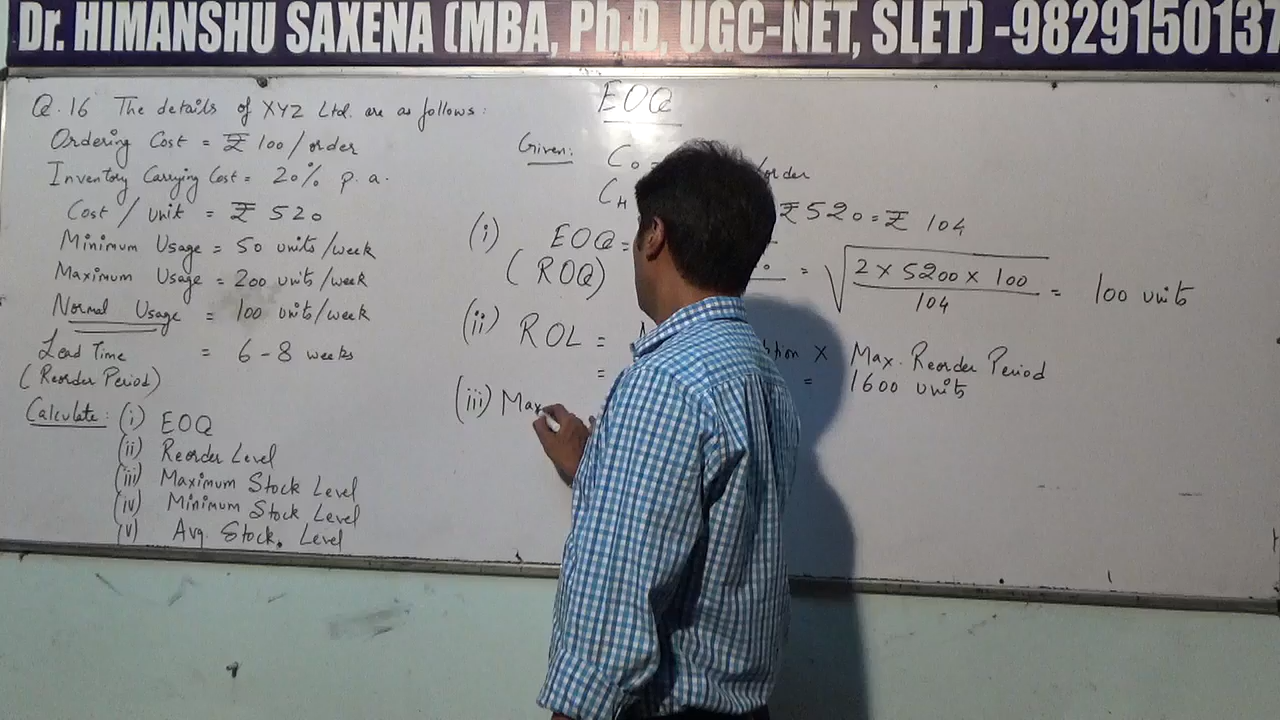 Dr. HIMANSHU SAXENA (MBA, Ph.D, UGC-NET, SLET) -9829150137
Q.16 The details of XYZ Ltd. are as follows:
Ordering Cost = ₹ 100/order
Inventory Carrying Cost = 20% p.a.
Cost/unit = ₹ 520
Minimum Usage = 50 units/week
Maximum Usage = 200 units/week
Normal Usage = 100 units/week
Lead Time = 6-8 weeks
(Reorder Period)
Calculate: (i) EOQ
(ii) Reorder Level
(iii) Maximum Stock Level
(iv) Minimum Stock Level
(v) Avg. Stock Level
EOQ
Given: CO = /order
CH ₹520 = ₹ 104
(i) EOQ = = √ 2 X 5200 X 100 / 104 = 100 units
(ROQ)
(ii) ROL = X Max. Reorder Period
= = 1600 units
(iii) Max